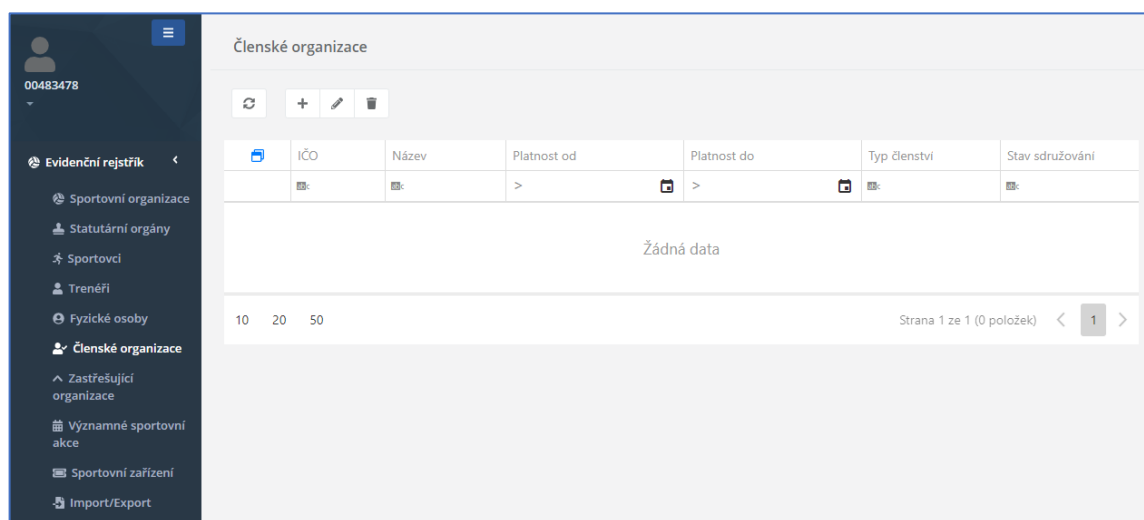 00483478
Evidenční rejstřík
Sportovní organizace
Statutární orgány
Sportovci
Trenéři
Fyzické osoby
Členské organizace
Zastřešující
organizace
Významné sportovní
akce
Sportovní zařízení
Import/Export
Členské organizace
IČO Název Platnost od Platnost do Typ členství Stav sdružování
> >
Žádná data
10 20 50 Strana 1 ze 1 (0 položek) < 1 >